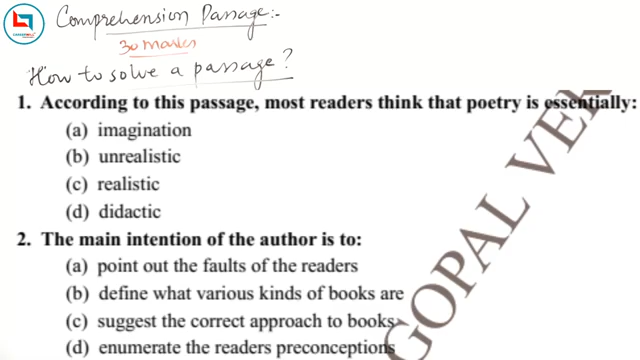 Comprehension Passage:-
30 marks
How to solve a passage?
1. According to this passage, most readers think that poetry is essentially:
(a) imagination
(b) unrealistic
(c) realistic
(d) didactic
2. The main intention of the author is to:
(a) point out the faults of the readers
(b) define what various kinds of books are
(c) suggest the correct approach to books
(d) enumerate the readers preconceptions
GOPAL VER